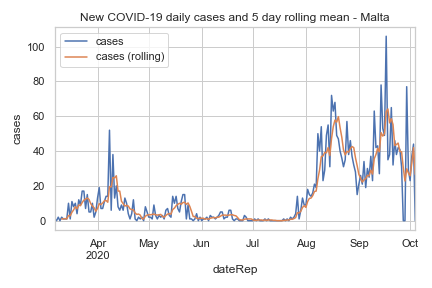 New COVID-19 daily cases and 5 day rolling mean - Malta
cases
cases (rolling)
100
80
60
40
20
0
cases
Apr
2020
May
Jun
Jul
Aug
Sep
Oct
dateRep